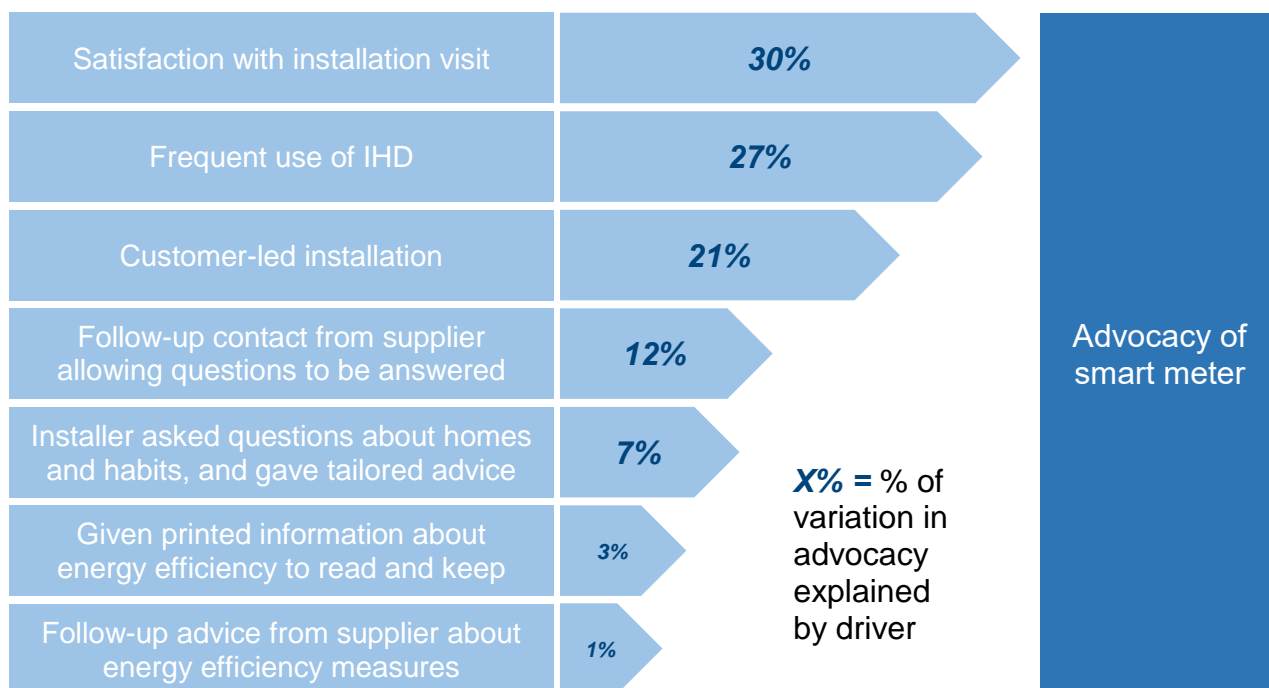 Satisfaction with installation visit
30%
Frequent use of IHD
27%
Customer-led installation
21%
Follow-up contact from supplier
allowing questions to be answered
12%
Installer asked questions about homes
and habits, and gave tailored advice
7%
Given printed information about
energy efficiency to read and keep
3%
Follow-up advice from supplier about
energy efficiency measures
1%
X% = % of
variation in
advocacy
explained
by driver
Advocacy of
smart meter